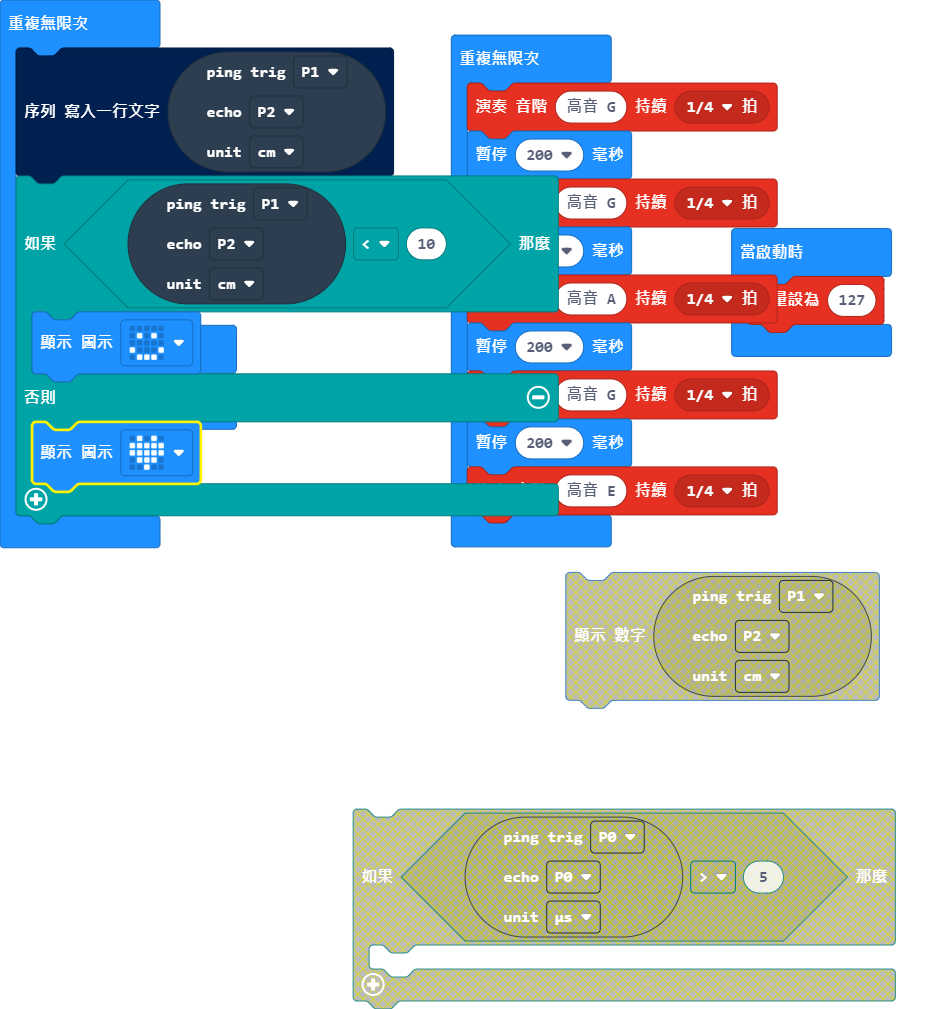 重複無限次
序列 寫入一行文字 ping trig P1
echo P2
unit cm
如果 ping trig P1
echo P2
unit cm
< 10 那麼
顯示 圖示
否則
顯示 圖示
重複無限次
演奏 音階 高音 G 持續 1/4 拍
暫停 200 毫秒
高音 G 持續 1/4 拍
毫秒
高音 A 持續 1/4 拍
暫停 200 毫秒
高音 G 持續 1/4 拍
暫停 200 毫秒
高音 E 持續 1/4 拍
當啟動時
設為 127
顯示 數字 ping trig P1
echo P2
unit cm
如果 ping trig P0
echo P0
unit µs
> 5 那麼